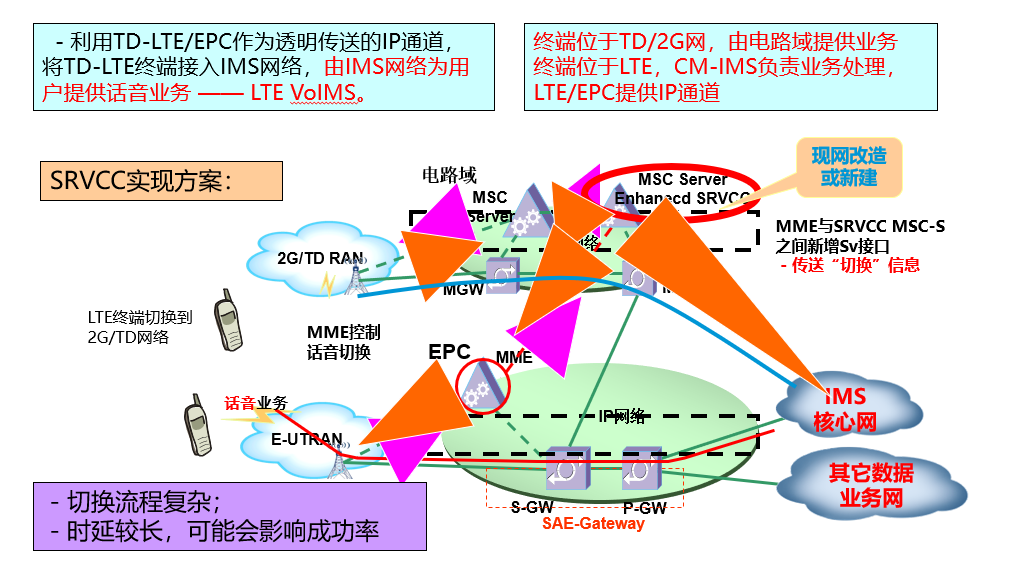 - 利用TD-LTE/EPC作为透明传送的IP通道，
将TD-LTE终端接入IMS网络，由IMS网络为用
户提供话音业务 —— LTE VoIMS。
终端位于TD/2G网，由电路域提供业务
终端位于LTE，CM-IMS负责业务处理，
LTE/EPC提供IP通道
SRVCC实现方案：
电路域
MSC
Server
MSC Server
Enhanecd SRVCC
现网改造
或新建
络
MME与SRVCC MSC-S
之间新增Sv接口
- 传送“切换”信息
2G/TD RAN
MGW
LTE终端切换到
2G/TD网络
MME控制
话音切换
EPC
MME
话音业务
E-UTRAN
IP网络
IMS
核心网
其它数据
业务网
S-GW
P-GW
SAE-Gateway
- 切换流程复杂；
- 时延较长，可能会影响成功率